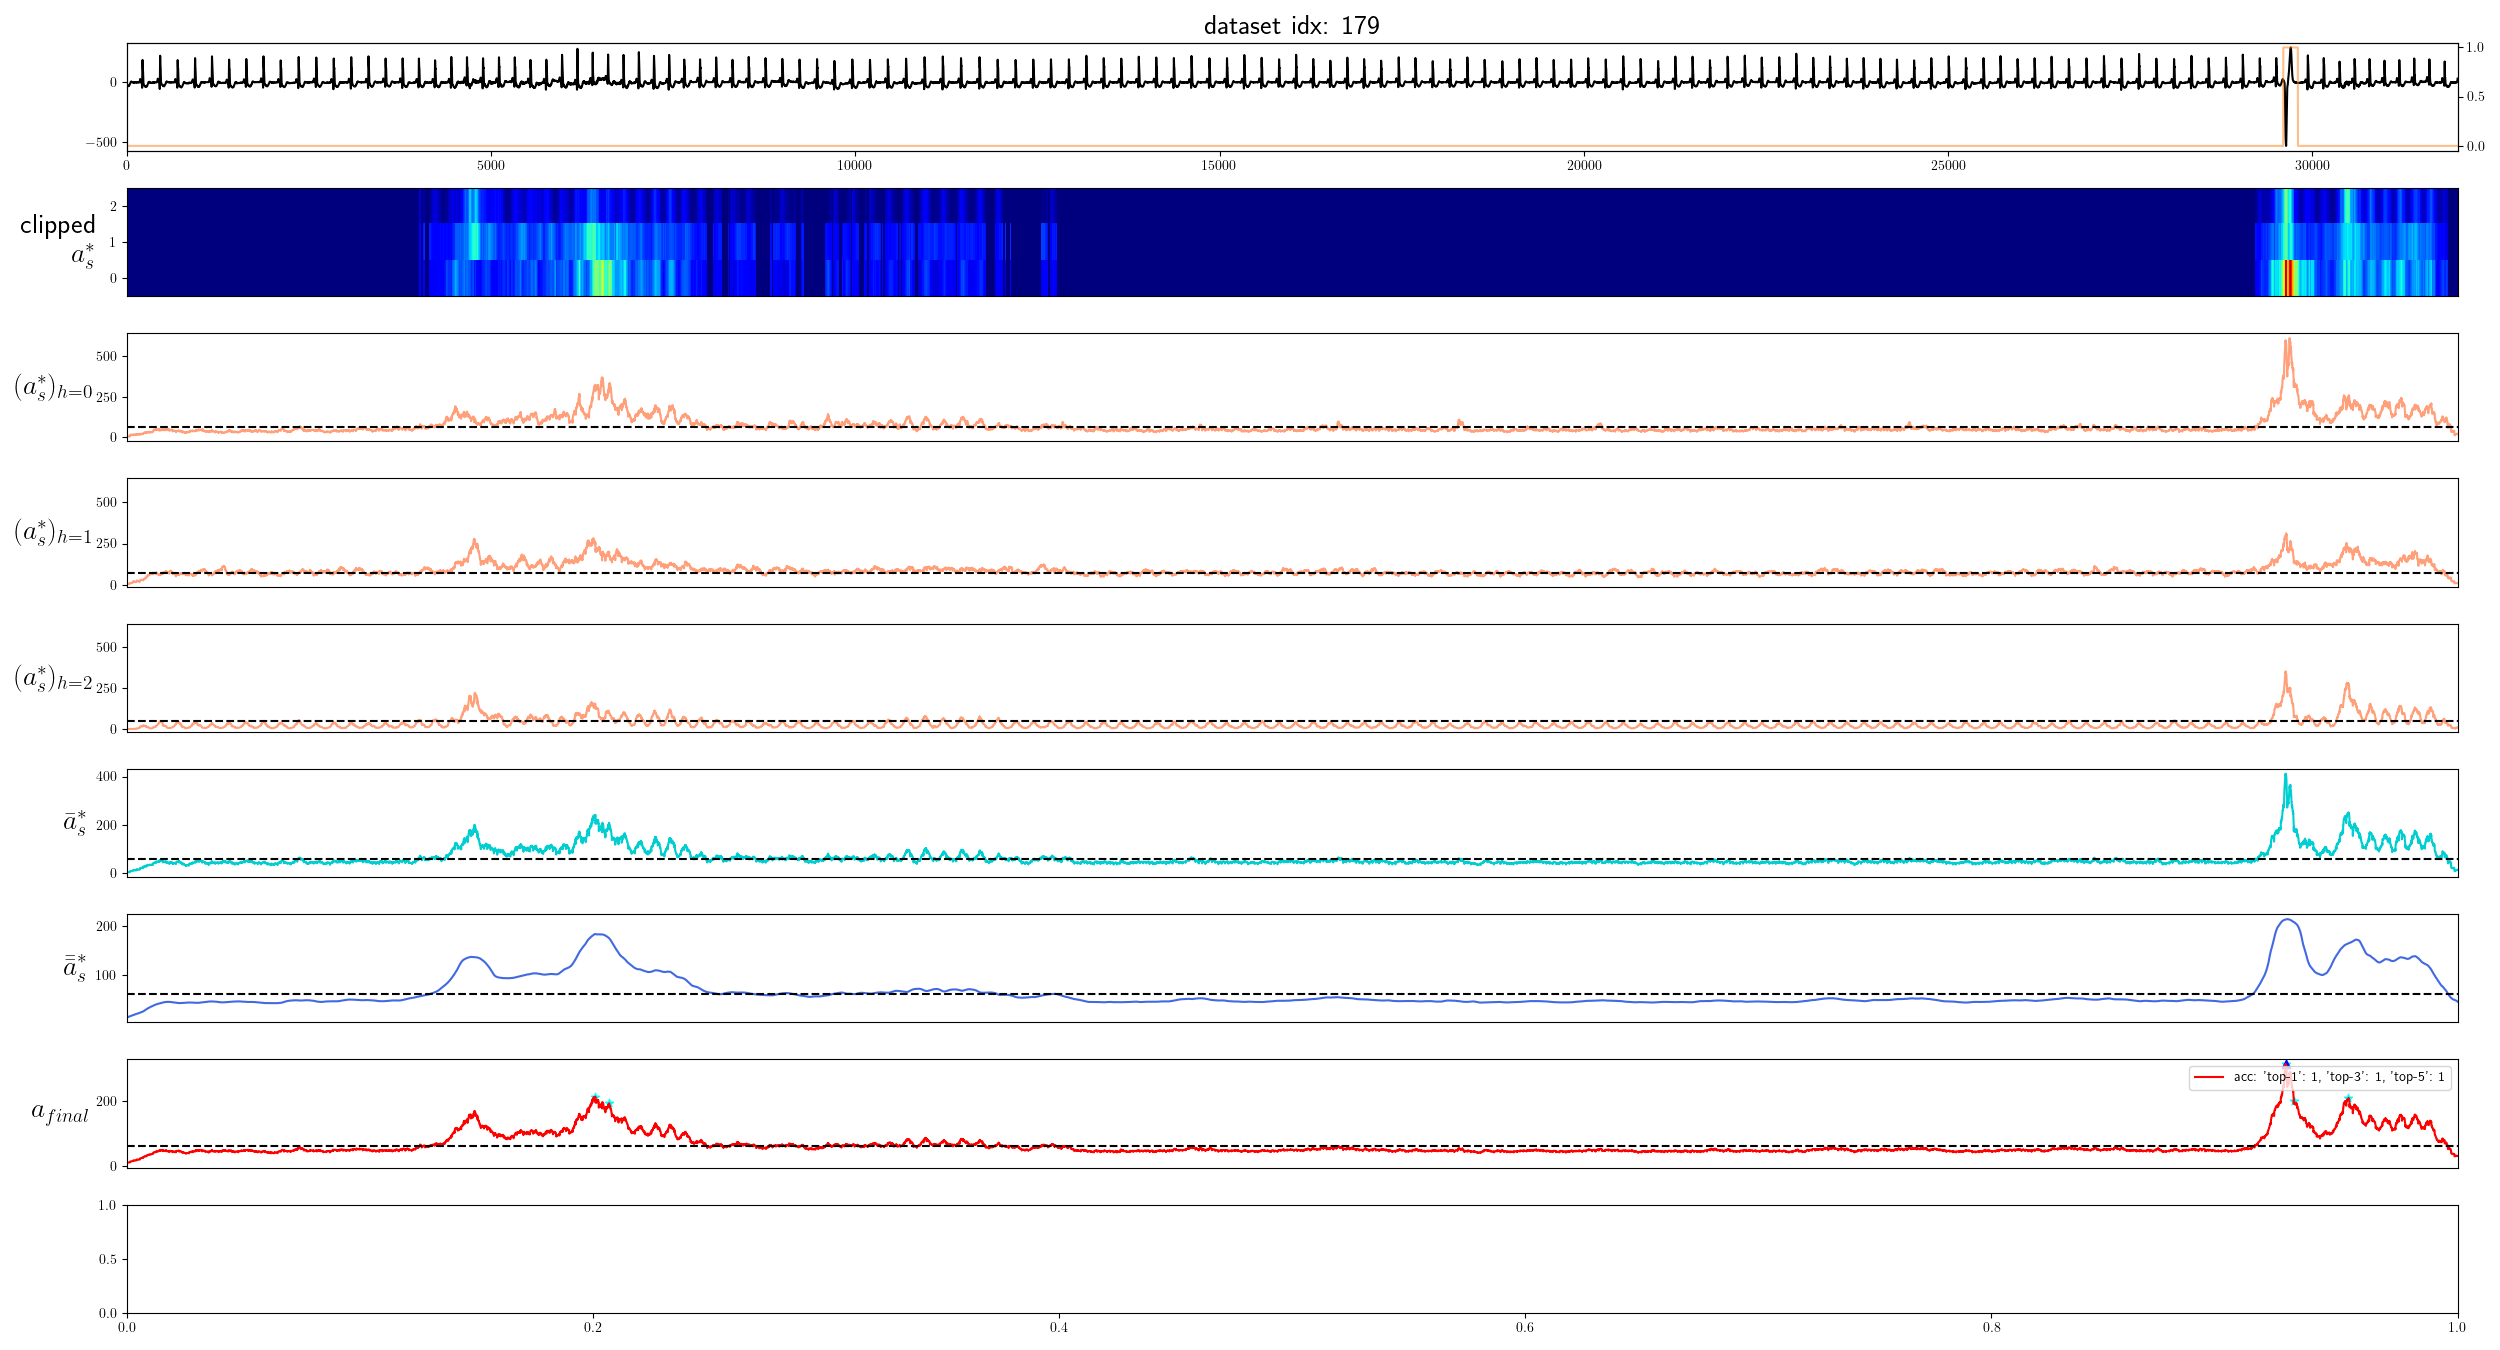 dataset idx: 179
0
−500
1.0
0.5
0.0
0 5000 10000 15000 20000 25000 30000
clipped
a*ₛ
2
1
0
(a*ₛ)ₕ₌₀
500
250
0
(a*ₛ)ₕ₌₁
500
250
0
(a*ₛ)ₕ₌₂
500
250
0
ā*ₛ
400
200
0
a̿*ₛ
200
100
a_final
200
0
acc: 'top-1': 1, 'top-3': 1, 'top-5': 1
1.0
0.5
0.0
0.0 0.2 0.4 0.6 0.8 1.0